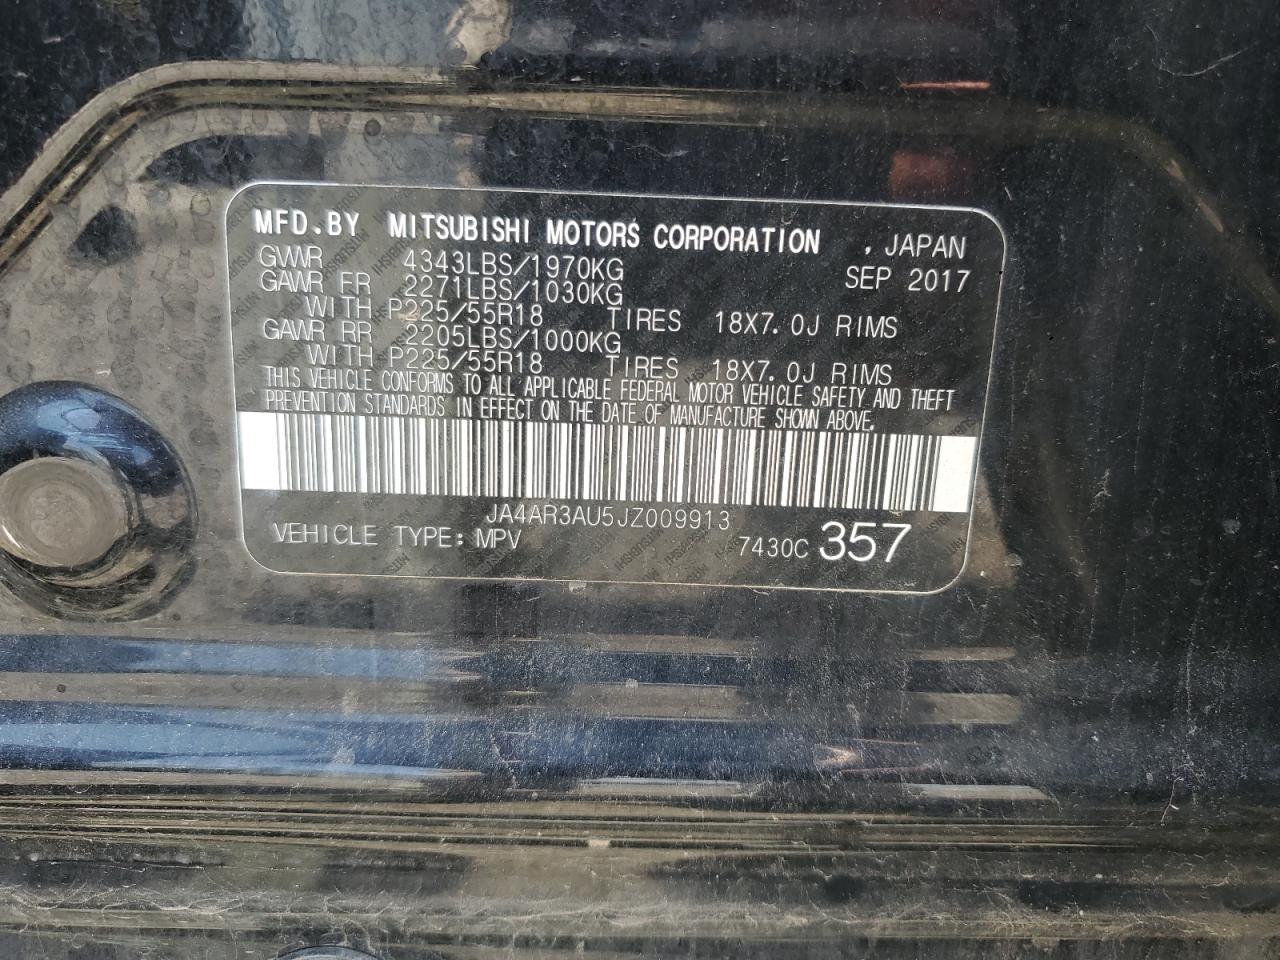 MFD.BY MITSUBISHI MOTORS CORPORATION , JAPAN
GVWR 4343LBS/1970KG SEP 2017
GAWR FR 2271LBS/1030KG
WITH P225/55R18 TIRES 18X7.0J RIMS
GAWR RR 2205LBS/1000KG
WITH P225/55R18 TIRES 18X7.0J RIMS
THIS VEHICLE CONFORMS TO ALL APPLICABLE FEDERAL MOTOR VEHICLE SAFETY AND THEFT
PREVENTION STANDARDS IN EFFECT ON THE DATE OF MANUFACTURE SHOWN ABOVE.
JA4AR3AU5JZ009913
VEHICLE TYPE: MPV 7430C 357